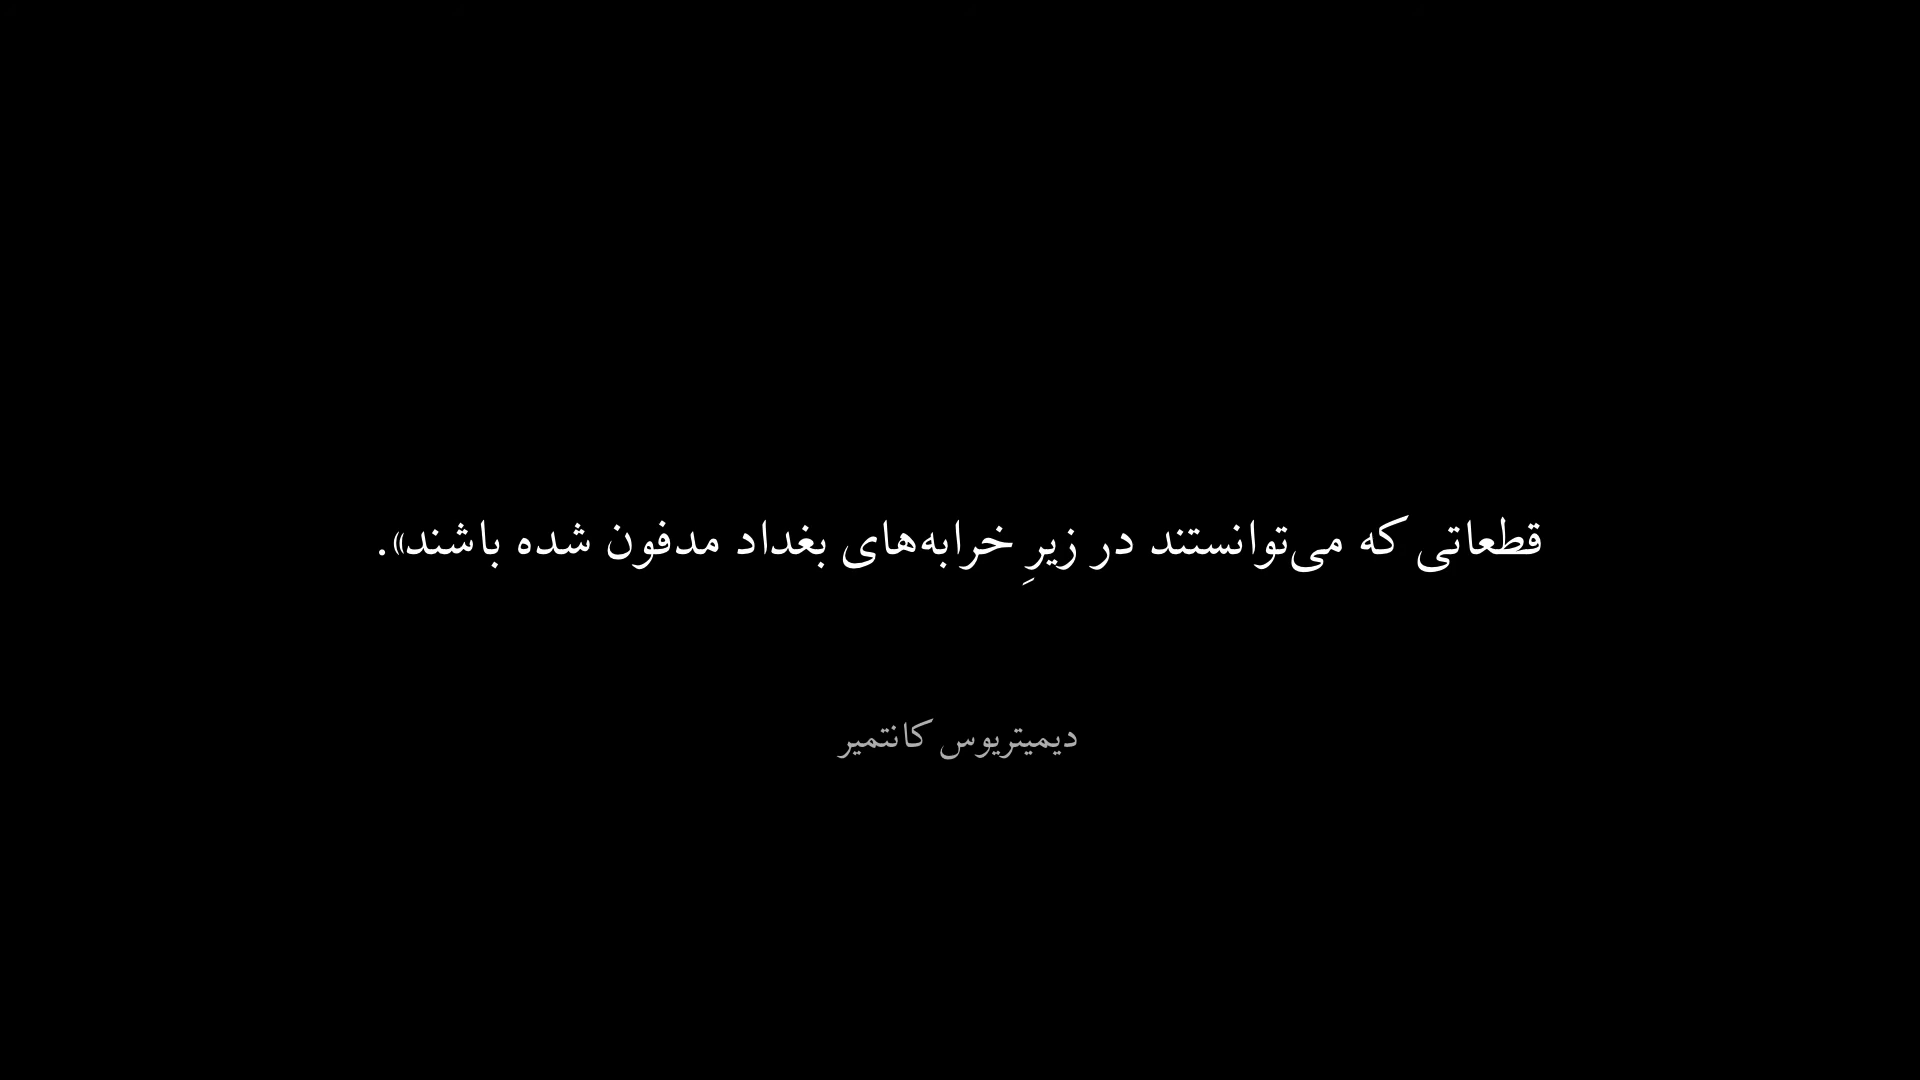 قطعاتی که می‌توانستند در زیرِ خرابه‌های بغداد مدفون شده باشند».
دیمیتریوس کانتمیر